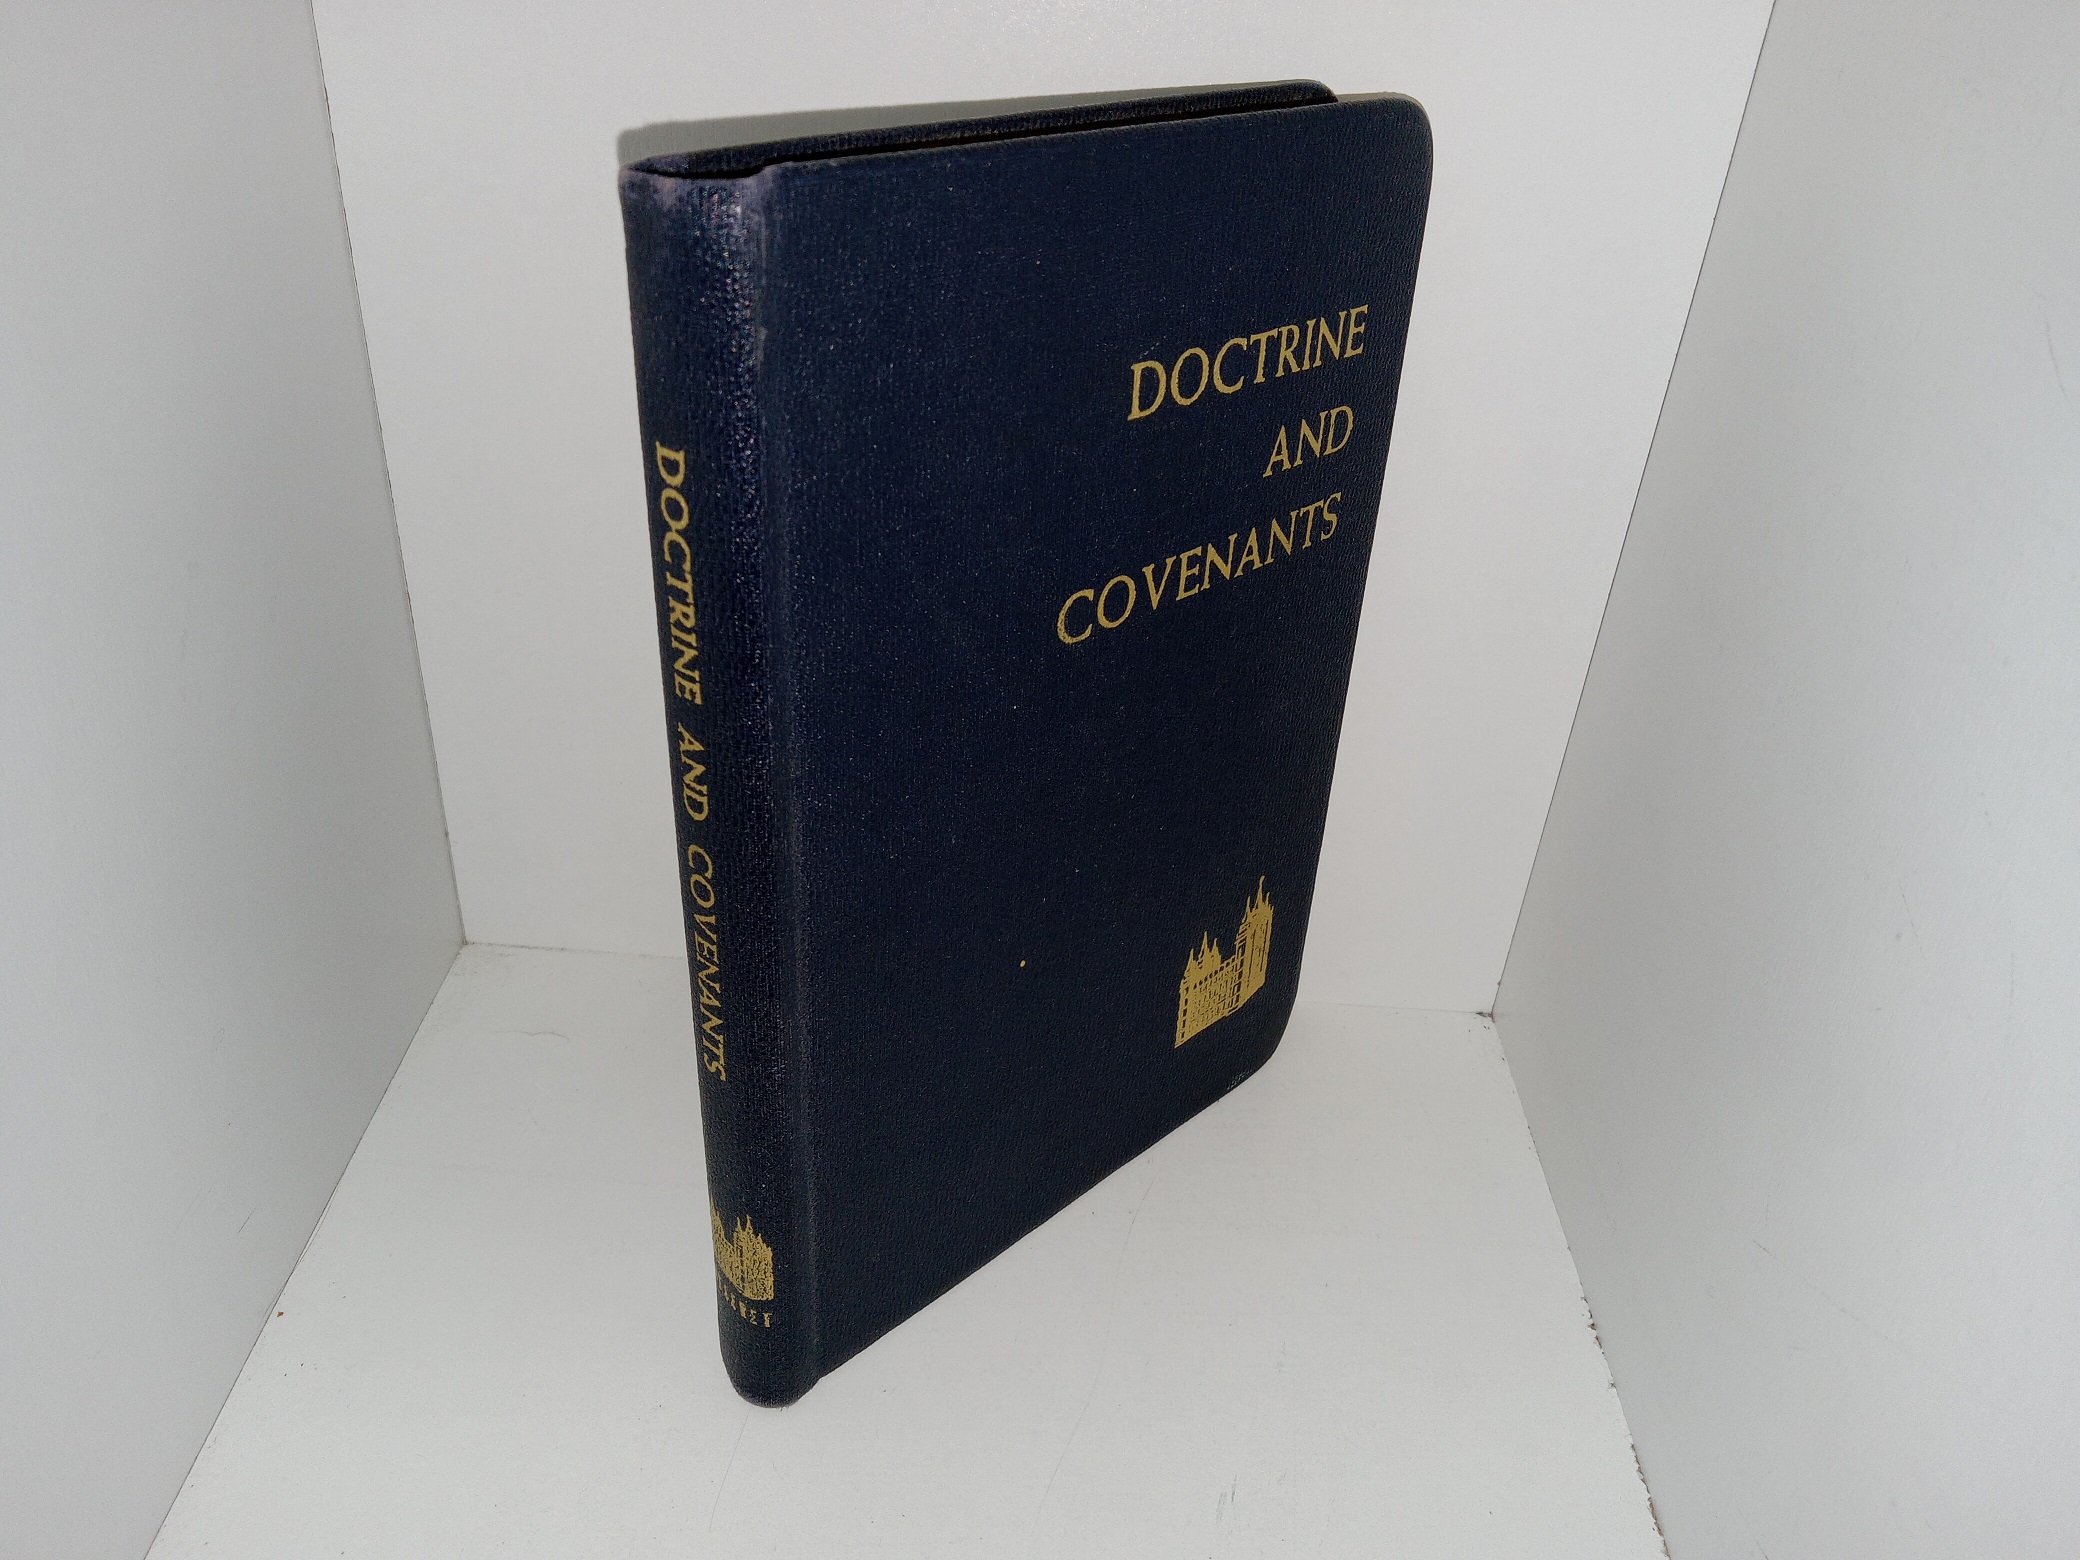 DOCTRINE
AND
COVENANTS
DOCTRINE AND COVENANTS